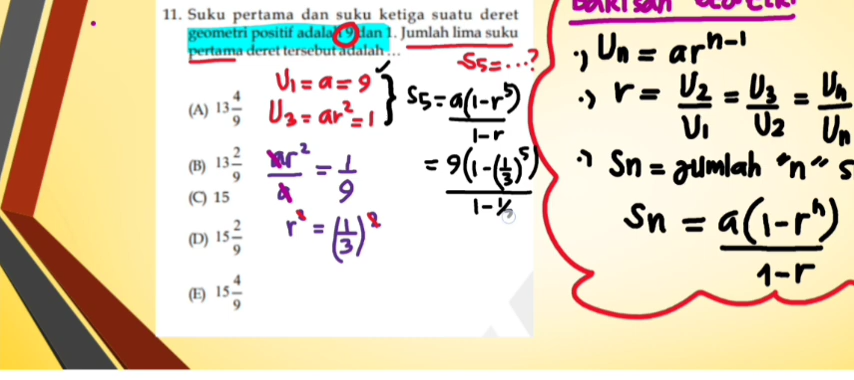 11. Suku pertama dan suku ketiga suatu deret
geometri positif adalah 9 dan 1. Jumlah lima suku
pertama deret tersebut adalah ...
S5 = ...?
(A) 13 4/9
(B) 13 2/9
(C) 15
(D) 15 2/9
(E) 15 4/9
U1 = a = 9
U3 = ar² = 1
ar²/a = 1/9
r² = (1/3)²
S5 = a(1-r⁵)/1-r
= 9(1-(1/3)⁵)/1-1/3
Un = ar^n-1
r = U2/U1 = U3/U2 = Un/Un
Sn = Jumlah "n" s
Sn = a(1-rⁿ)/1-r